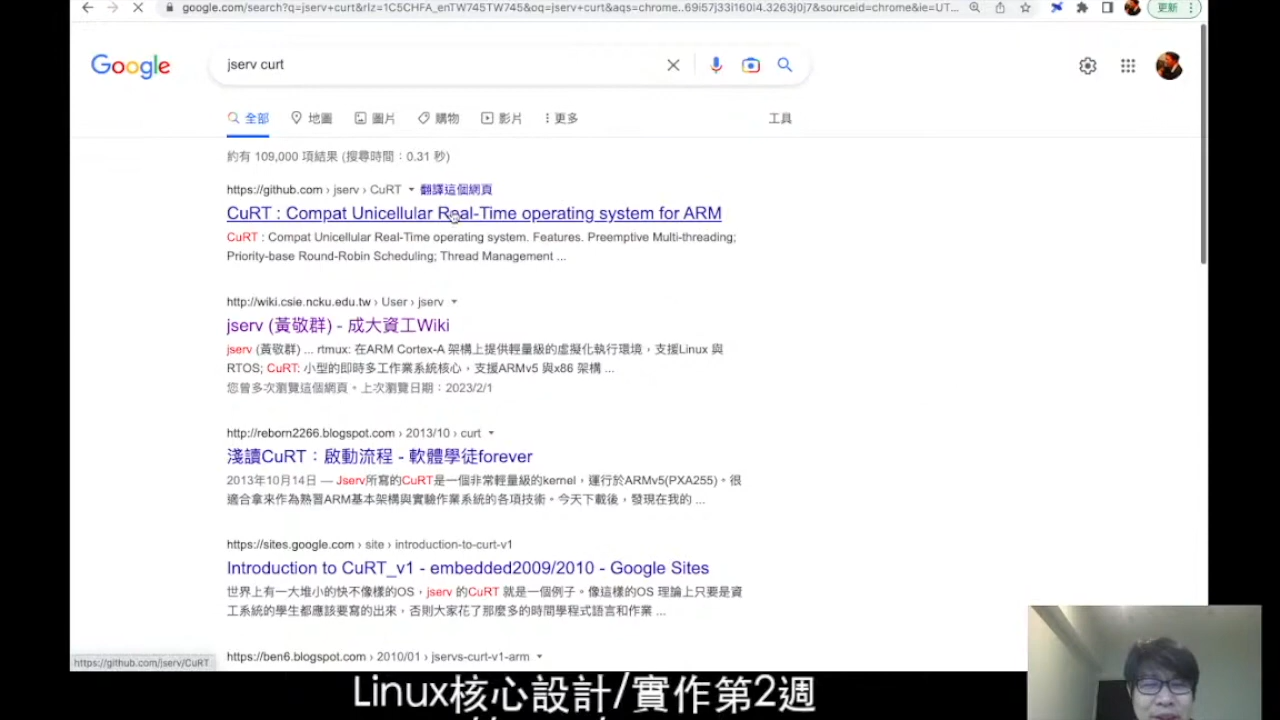 google.com/search?q=jserv+curt&rlz=1C5CHFA_enTW745TW745&oq=jserv+curt&aqs=chrome..69i57j33i160l4.3263j0j7&sourceid=chrome&ie=UT...
更新
Google
jserv curt
全部
地圖
圖片
購物
影片
更多
工具
約有 109,000 項結果 (搜尋時間：0.31 秒)
https://github.com › jserv › CuRT 翻譯這個網頁
CuRT : Compat Unicellular Real-Time operating system for ARM
CuRT : Compat Unicellular Real-Time operating system. Features. Preemptive Multi-threading;
Priority-base Round-Robin Scheduling; Thread Management ...
http://wiki.csie.ncku.edu.tw › User › jserv
jserv (黃敬群) - 成大資工Wiki
jserv (黃敬群) ... rtmux: 在ARM Cortex-A 架構上提供輕量級的虛擬化執行環境，支援Linux 與
RTOS; CuRT: 小型的即時多工作業系統核心，支援ARMv5 與x86 架構 ...
您曾多次瀏覽這個網頁。上次瀏覽日期：2023/2/1
http://reborn2266.blogspot.com › 2013/10 › curt
淺讀CuRT：啟動流程 - 軟體學徒forever
2013年10月14日 — Jserv所寫的CuRT是一個非常輕量級的kernel，運行於ARMv5(PXA255)。很
適合拿來作為熟習ARM基本架構與實驗作業系統的各項技術。今天下載後，發現在我的 ...
https://sites.google.com › site › introduction-to-curt-v1
Introduction to CuRT_v1 - embedded2009/2010 - Google Sites
世界上有一大堆小的快不像樣的OS，jserv 的CuRT 就是一個例子。像這樣的OS 理論上只要是資
工系統的學生都應該要寫的出來，否則大家花了那麼多的時間學程式語言和作業 ...
https://ben6.blogspot.com › 2010/01 › jservs-curt-v1-arm
https://github.com/jserv/CuRT
Linux核心設計/實作第2週